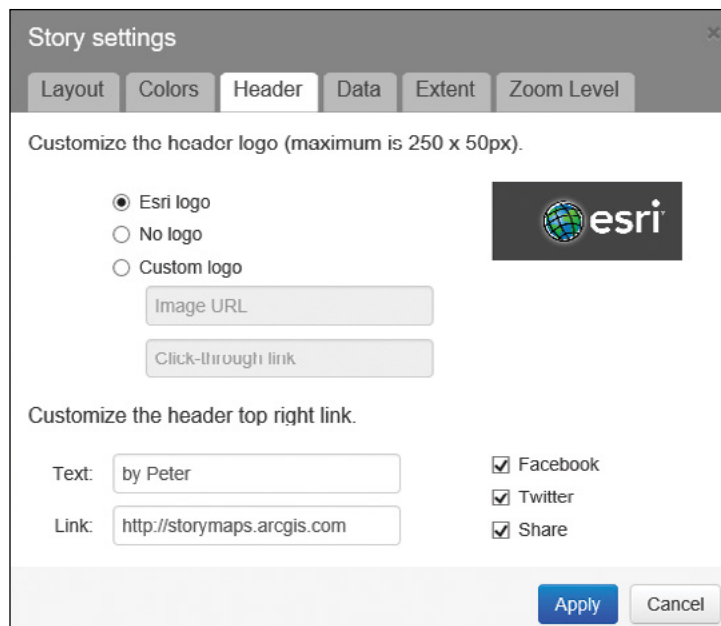 Story settings
×
Layout Colors Header Data Extent Zoom Level
Customize the header logo (maximum is 250 x 50px).
Esri logo
No logo
Custom logo
Image URL
Click-through link
esri
Customize the header top right link.
Text: by Peter
Link: http://storymaps.arcgis.com
Facebook
Twitter
Share
Apply Cancel